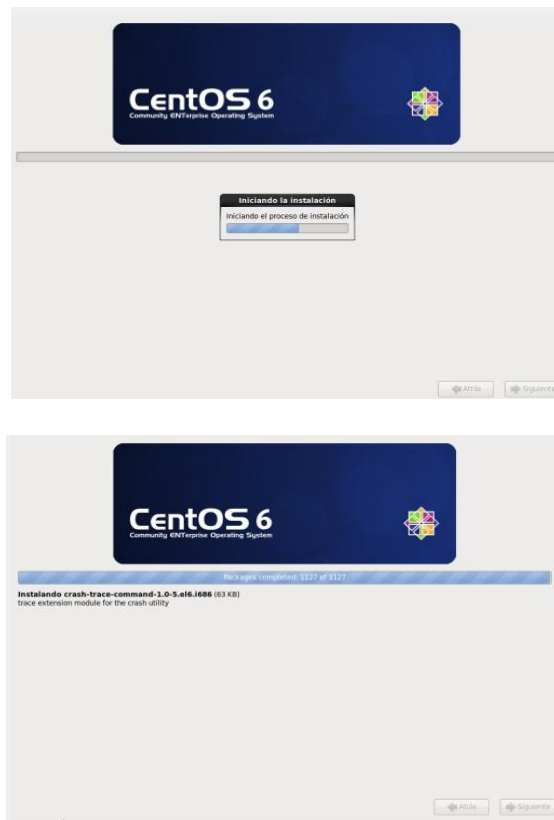 CentOS 6
Community ENTerprise Operating System
Iniciando la instalación
Iniciando el proceso de instalación
Atrás
Siguiente
CentOS 6
Community ENTerprise Operating System
Packages completed: 1127 of 1127
Instalando crash-trace-command-1.0-5.el6.i686 (63 KB)
trace extension module for the crash utility
Atrás
Siguiente